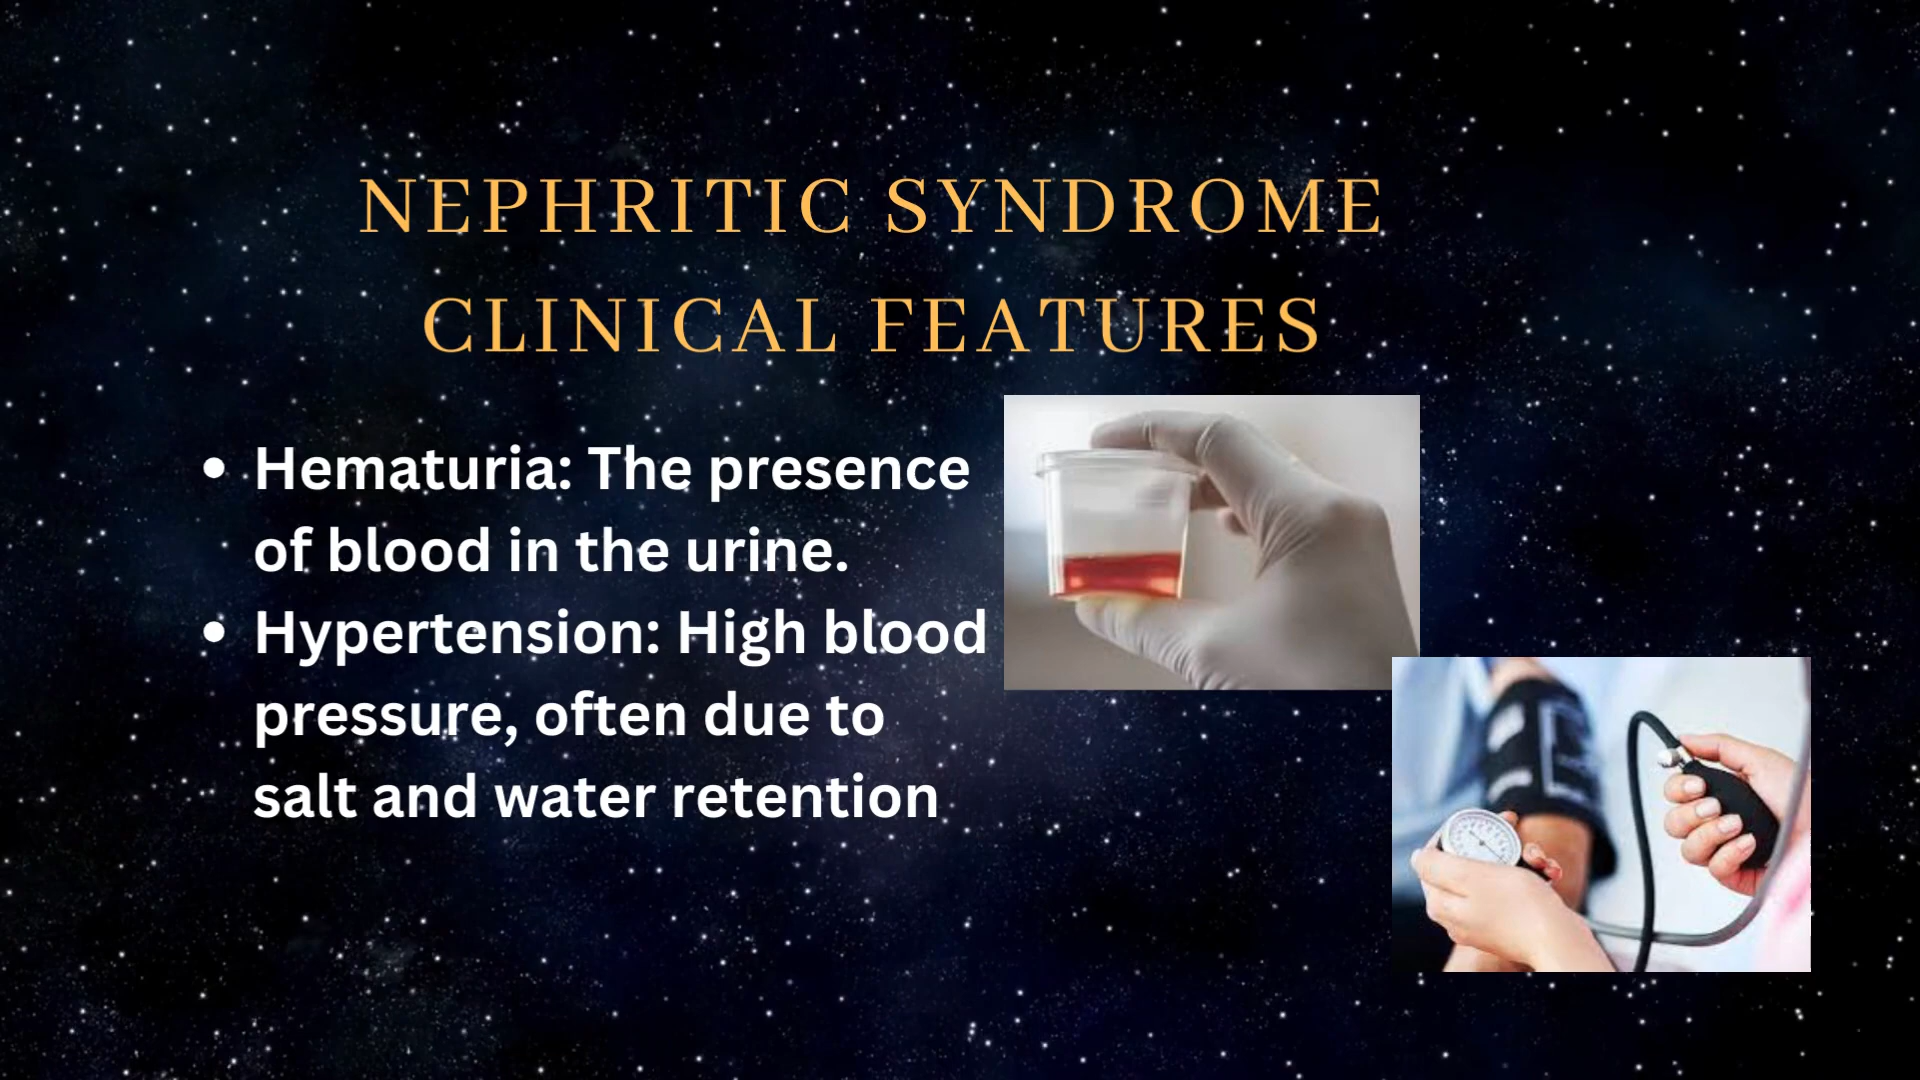 NEPHRITIC SYNDROME
CLINICAL FEATURES
• Hematuria: The presence
of blood in the urine.
• Hypertension: High blood
pressure, often due to
salt and water retention